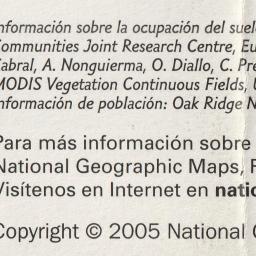 nformación sobre la ocupación del suel
Communities Joint Research Centre, Eu
Cabral, A. Nonguierma, O. Diallo, C. Pre
MODIS Vegetation Continuous Fields, U
nformación de población: Oak Ridge N
Para más información sobre
National Geographic Maps, P
Visítenos en Internet en natio
Copyright © 2005 National G